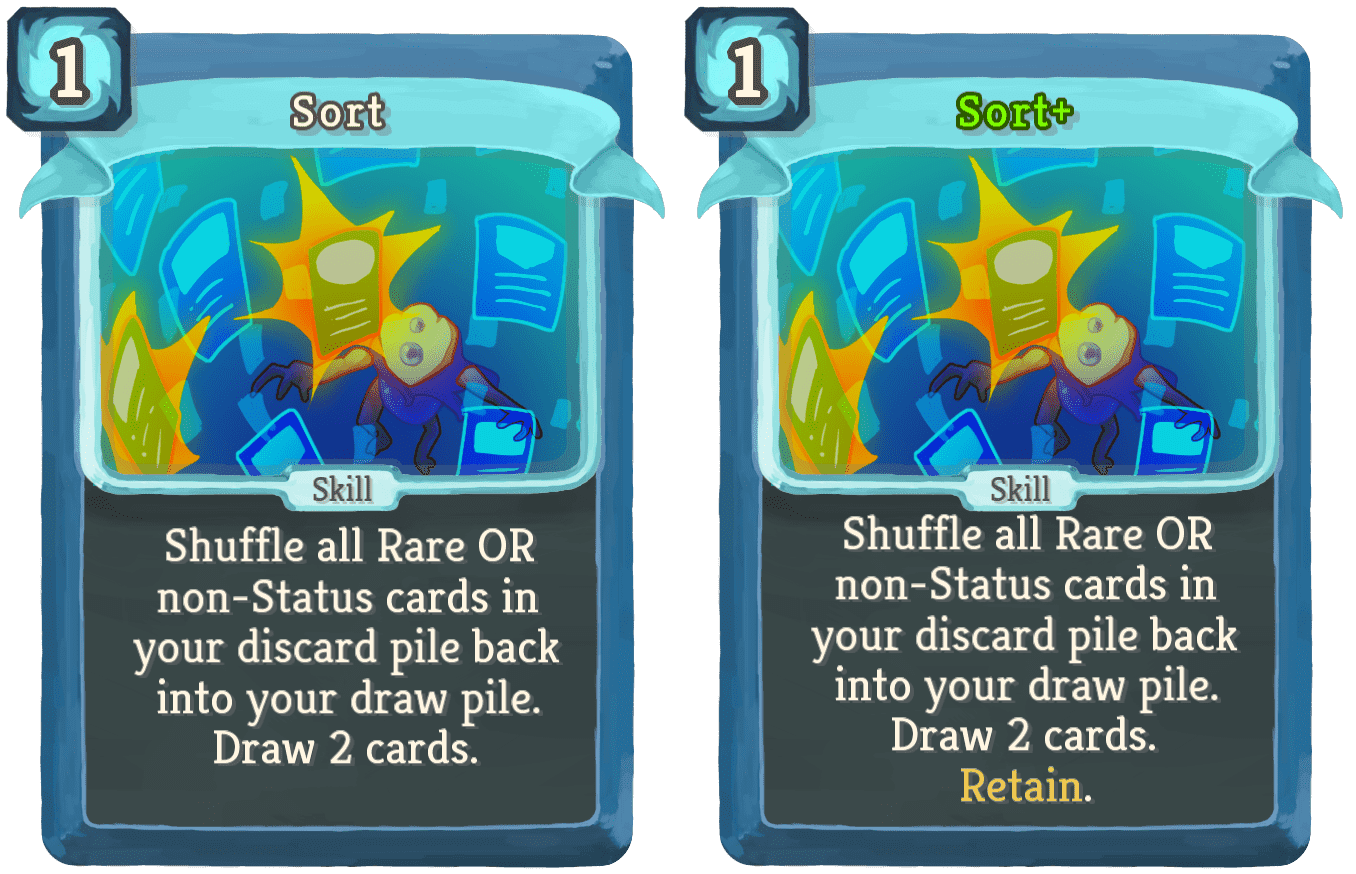 1
Sort
Skill
Shuffle all Rare OR
non-Status cards in
your discard pile back
into your draw pile.
Draw 2 cards.
1
Sort+
Skill
Shuffle all Rare OR
non-Status cards in
your discard pile back
into your draw pile.
Draw 2 cards.
Retain.